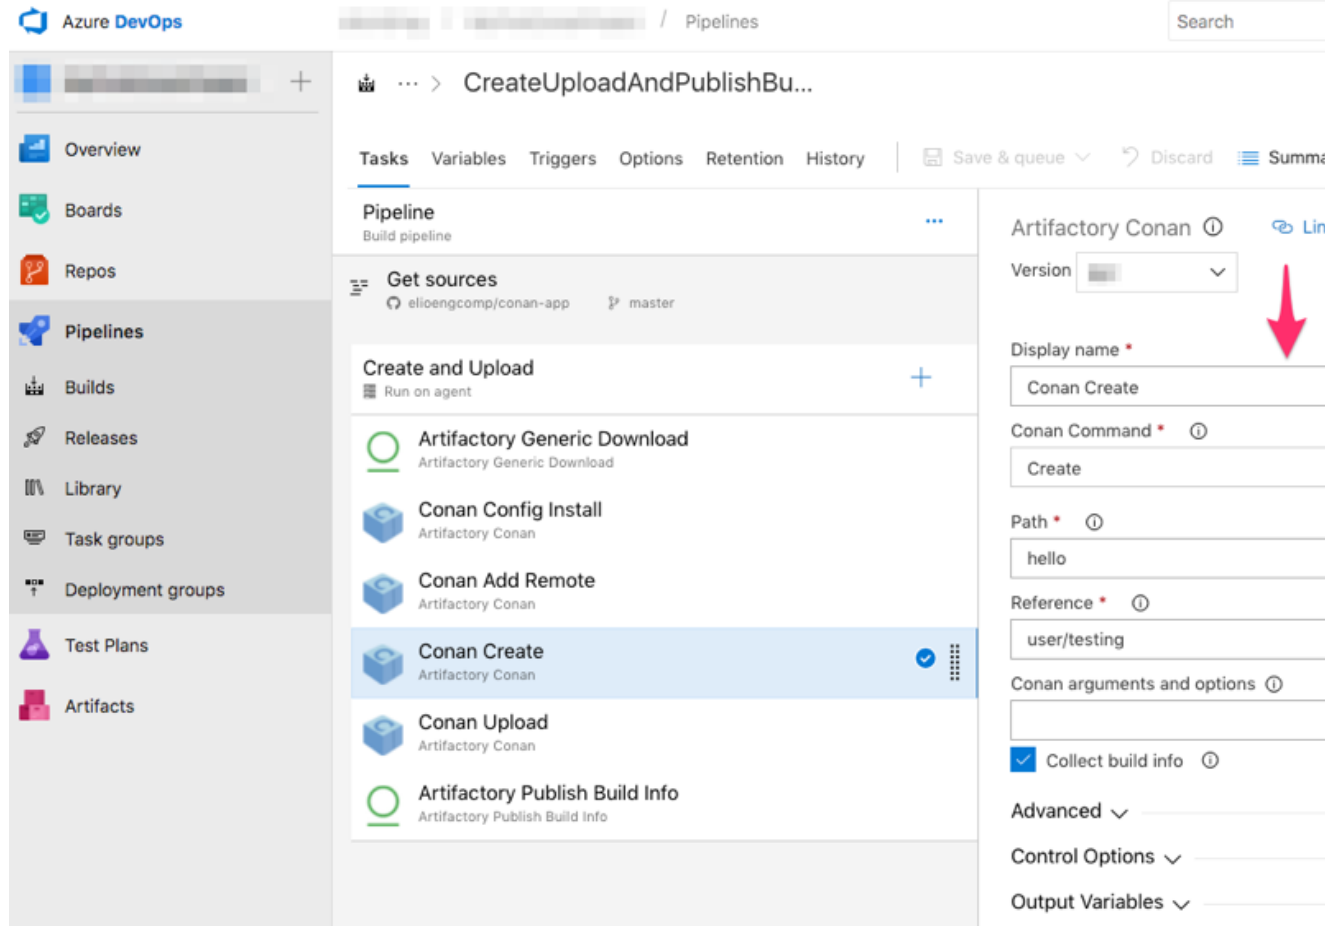 Azure DevOps
/ Pipelines
Search
CreateUploadAndPublishBu...
Overview
Boards
Repos
Pipelines
Builds
Releases
Library
Task groups
Deployment groups
Test Plans
Artifacts
Tasks Variables Triggers Options Retention History Save & queue Discard Summa
Pipeline
Build pipeline
Get sources
elioengcomp/conan-app master
Create and Upload
Run on agent
Artifactory Generic Download
Artifactory Generic Download
Conan Config Install
Artifactory Conan
Conan Add Remote
Artifactory Conan
Conan Create
Artifactory Conan
Conan Upload
Artifactory Conan
Artifactory Publish Build Info
Artifactory Publish Build Info
Artifactory Conan Lin
Version
Display name *
Conan Create
Conan Command *
Create
Path *
hello
Reference *
user/testing
Conan arguments and options
Collect build info
Advanced
Control Options
Output Variables